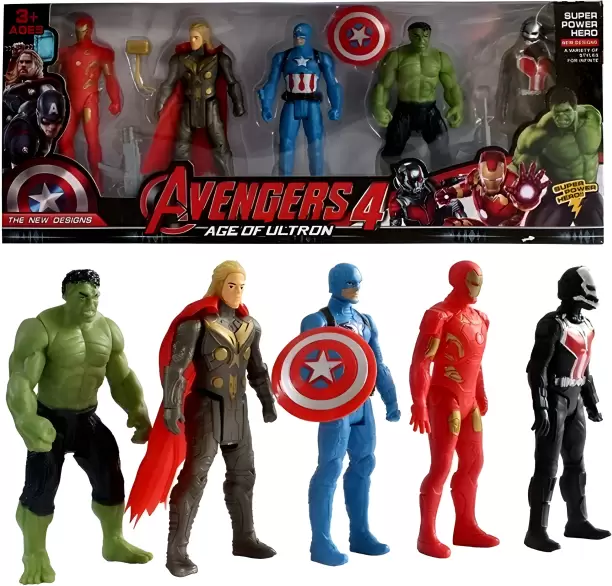 3+
AGES
SUPER
POWER
HERO
NEW DESIGNS
A VARIETY OF
STYLES
FOR INFINITE
AVENGERS 4
AGE OF ULTRON
THE NEW DESIGNS
SUPER
POWER
HERO